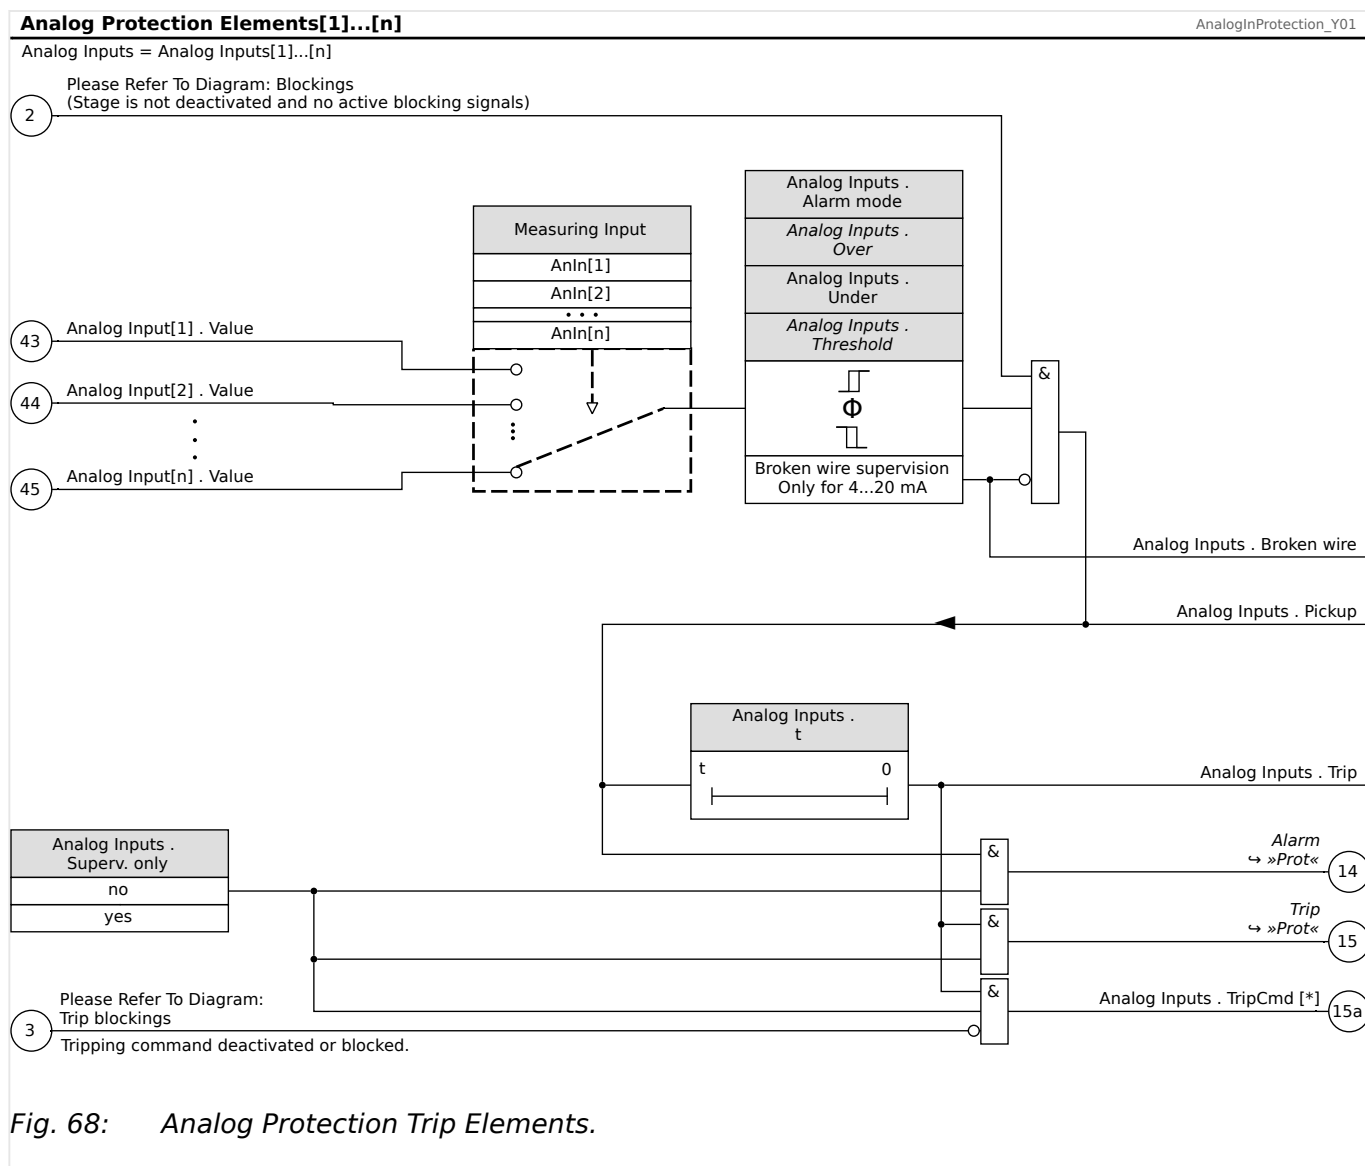 Analog Protection Elements[1]...[n]
AnalogInProtection_Y01
Analog Inputs = Analog Inputs[1]...[n]
Please Refer To Diagram: Blockings
(Stage is not deactivated and no active blocking signals)
2
Analog Inputs .
Alarm mode
Analog Inputs .
Over
Analog Inputs .
Under
Analog Inputs .
Threshold
Φ
Broken wire supervision
Only for 4...20 mA
Measuring Input
AnIn[1]
AnIn[2]
• • •
AnIn[n]
43
Analog Input[1] . Value
44
Analog Input[2] . Value
45
Analog Input[n] . Value
&
Analog Inputs . Broken wire
Analog Inputs . Pickup
Analog Inputs .
t
t 0
Analog Inputs . Trip
Analog Inputs .
Superv. only
no
yes
&
Alarm
↪ »Prot«
14
&
Trip
↪ »Prot«
15
&
Analog Inputs . TripCmd [*]
15a
Please Refer To Diagram:
Trip blockings
3
Tripping command deactivated or blocked.
Fig. 68: Analog Protection Trip Elements.